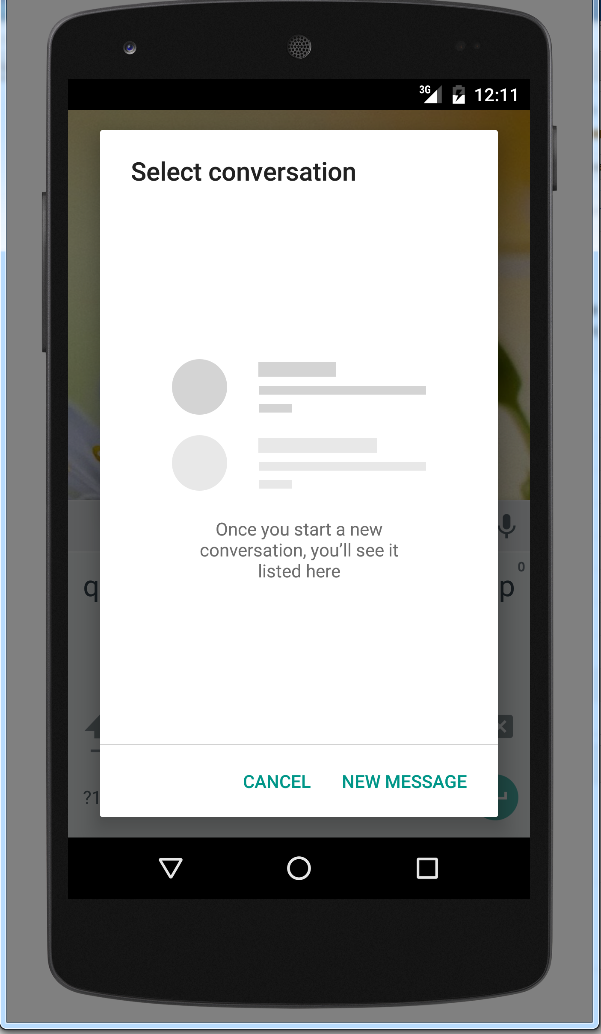 3G 12:11
Select conversation
Once you start a new
conversation, you'll see it
listed here
q p 0
CANCEL NEW MESSAGE
?1